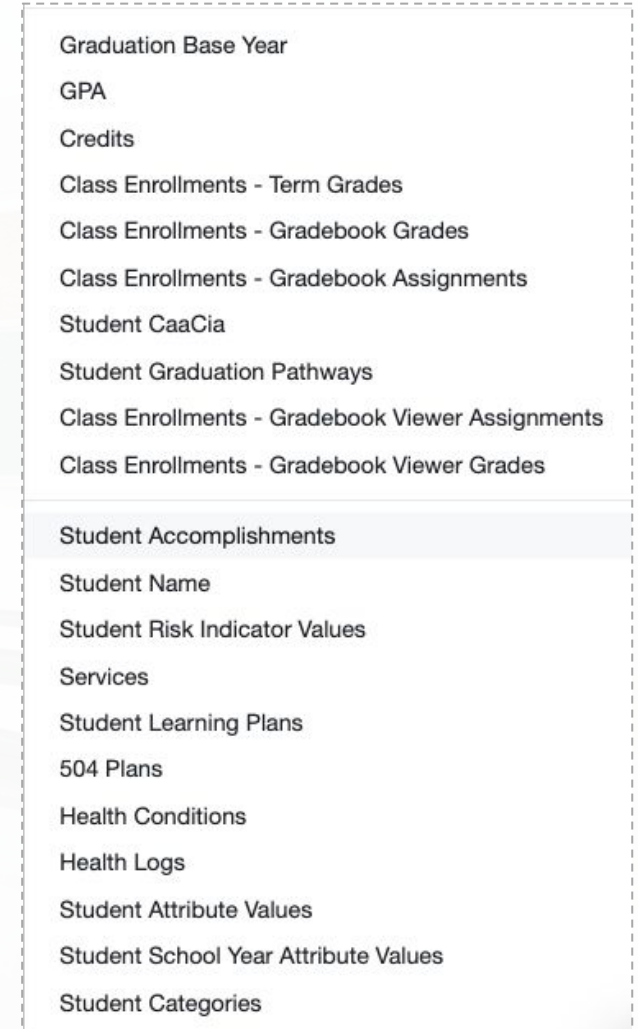 Graduation Base Year
GPA
Credits
Class Enrollments - Term Grades
Class Enrollments - Gradebook Grades
Class Enrollments - Gradebook Assignments
Student CaaCia
Student Graduation Pathways
Class Enrollments - Gradebook Viewer Assignments
Class Enrollments - Gradebook Viewer Grades
Student Accomplishments
Student Name
Student Risk Indicator Values
Services
Student Learning Plans
504 Plans
Health Conditions
Health Logs
Student Attribute Values
Student School Year Attribute Values
Student Categories